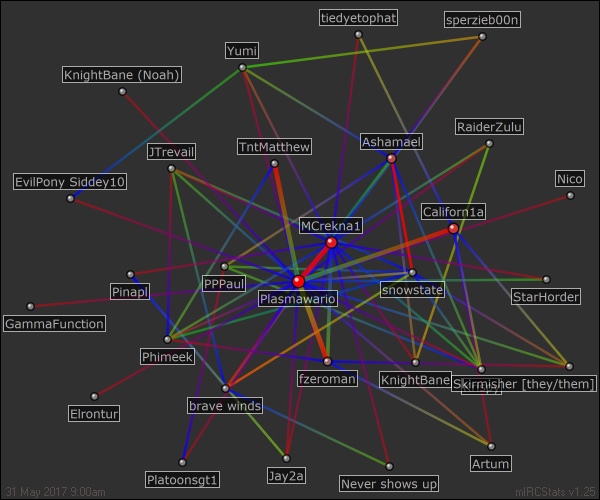 tiedyetophat
sperzieb00n
Yumi
KnightBane (Noah)
RaiderZulu
Ashamael
TntMatthew
JTrevail
Nico
EvilPony Siddey10
Californ1a
MCrekna1
PPPaul
snowstate
StarHorder
Pinapl
Plasmawario
GammaFunction
Phimeek
fzeroman
KnightBane
Skirmisher [they/them]
brave winds
Elrontur
Artum
Platoonsgt1
Jay2a
Never shows up
31 May 2017 9:00am
mIRCStats v1.25